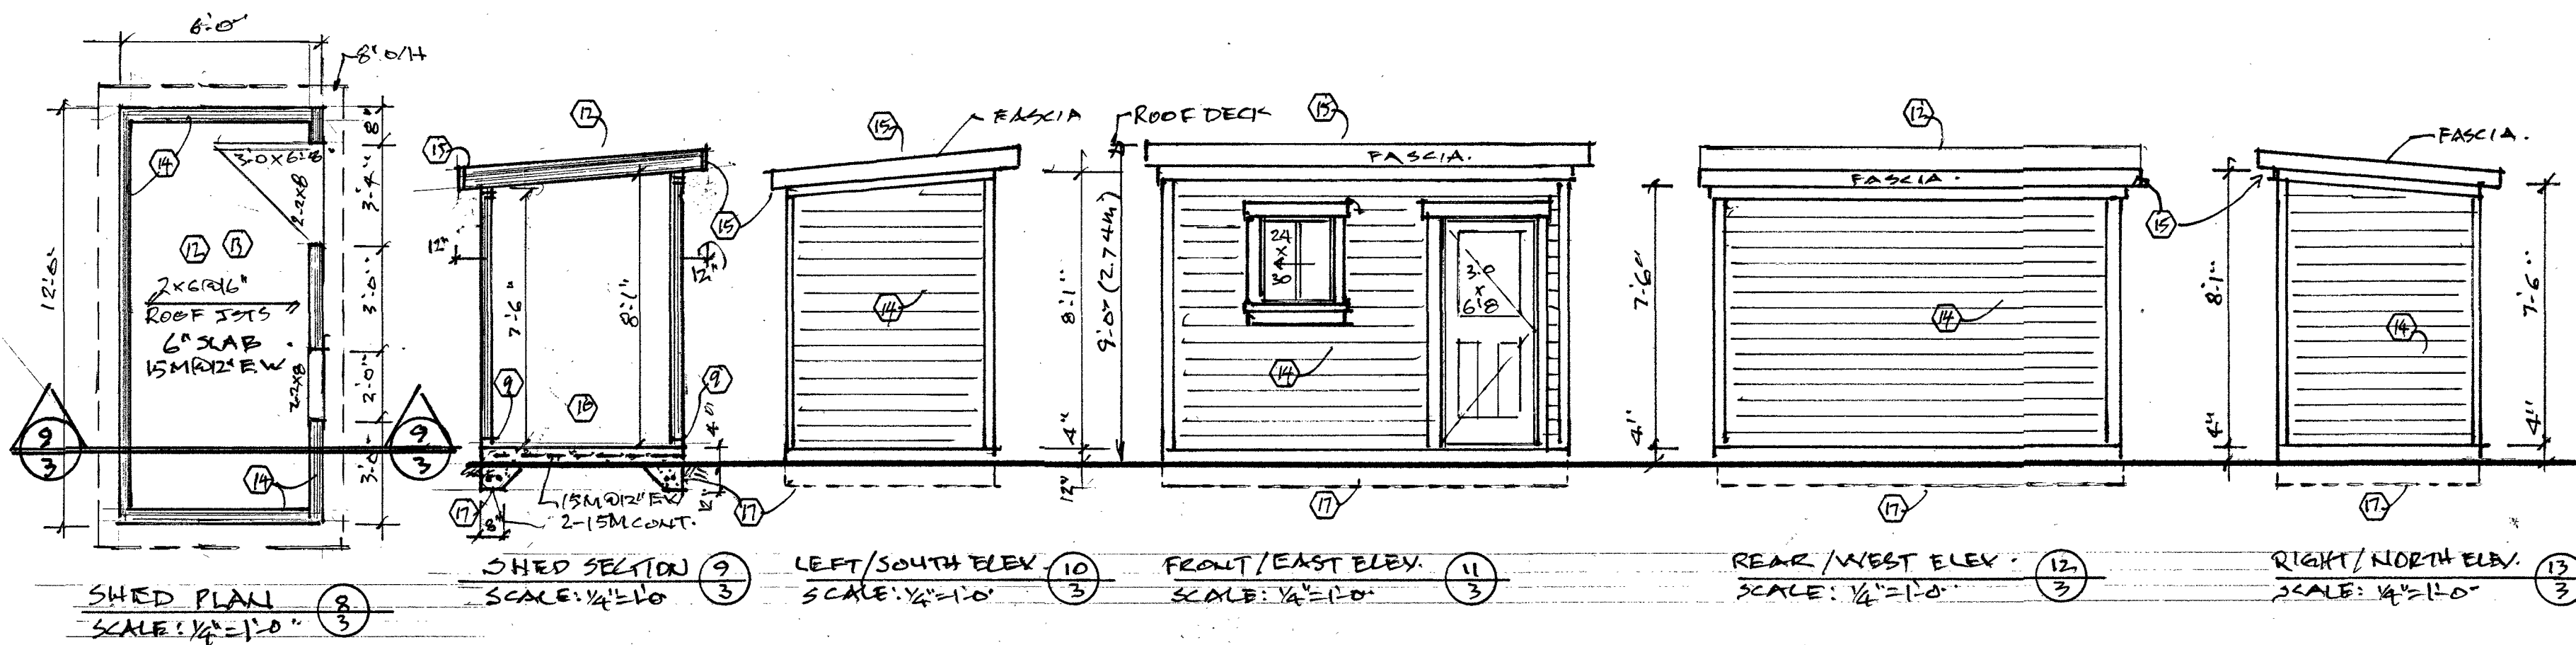 6'-0"
8" O/H
12'-0"
8"
3'-4"
3'-0"
2'-0"
3'-0"
14
3'-0 X 6'-8"
2-2x8
12
13
2x6@16"
ROOF JSTS
6" SLAB
15M@12" E.W
2-2x8
14
9
3
9
3
SHED PLAN
8
3
SCALE: 1/4"=1'-0"
12
15
15
12"
12"
7'-6"
8'-1"
9
9
16
4"
17
8"
12"
15M@12" E.W
2-15M CONT.
17
SHED SECTION
9
3
SCALE: 1/4"=1'-0"
15
FASCIA
14
LEFT/SOUTH ELEV.
10
3
SCALE: 1/4"=1'-0"
ROOF DECK
15
FASCIA.
8'-1"
9'-0" (2.74m)
4"
12"
24
X
30
3'-0
X
6'-8
14
17
FRONT/EAST ELEV.
11
3
SCALE: 1/4"=1'-0"
12
FASCIA.
7'-6"
4"
14
15
17
REAR/WEST ELEV.
12
3
SCALE: 1/4"=1'-0"
FASCIA.
8'-1"
4"
14
7'-6"
4"
17
RIGHT/NORTH ELEV.
13
3
SCALE: 1/4"=1'-0"